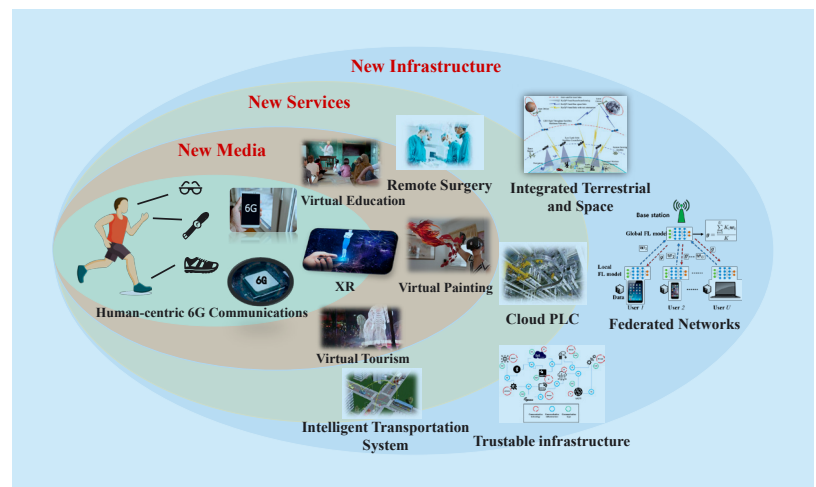 New Infrastructure
New Services
New Media
Virtual Education
Remote Surgery
Integrated Terrestrial
and Space
6G
6G
Human-centric 6G Communications
XR
Virtual Painting
Virtual Tourism
Cloud PLC
Intelligent Transportation
System
Trustable infrastructure
Base station
Global FL model
Local
FL model
Data
User 1
User 2
User U
Federated Networks